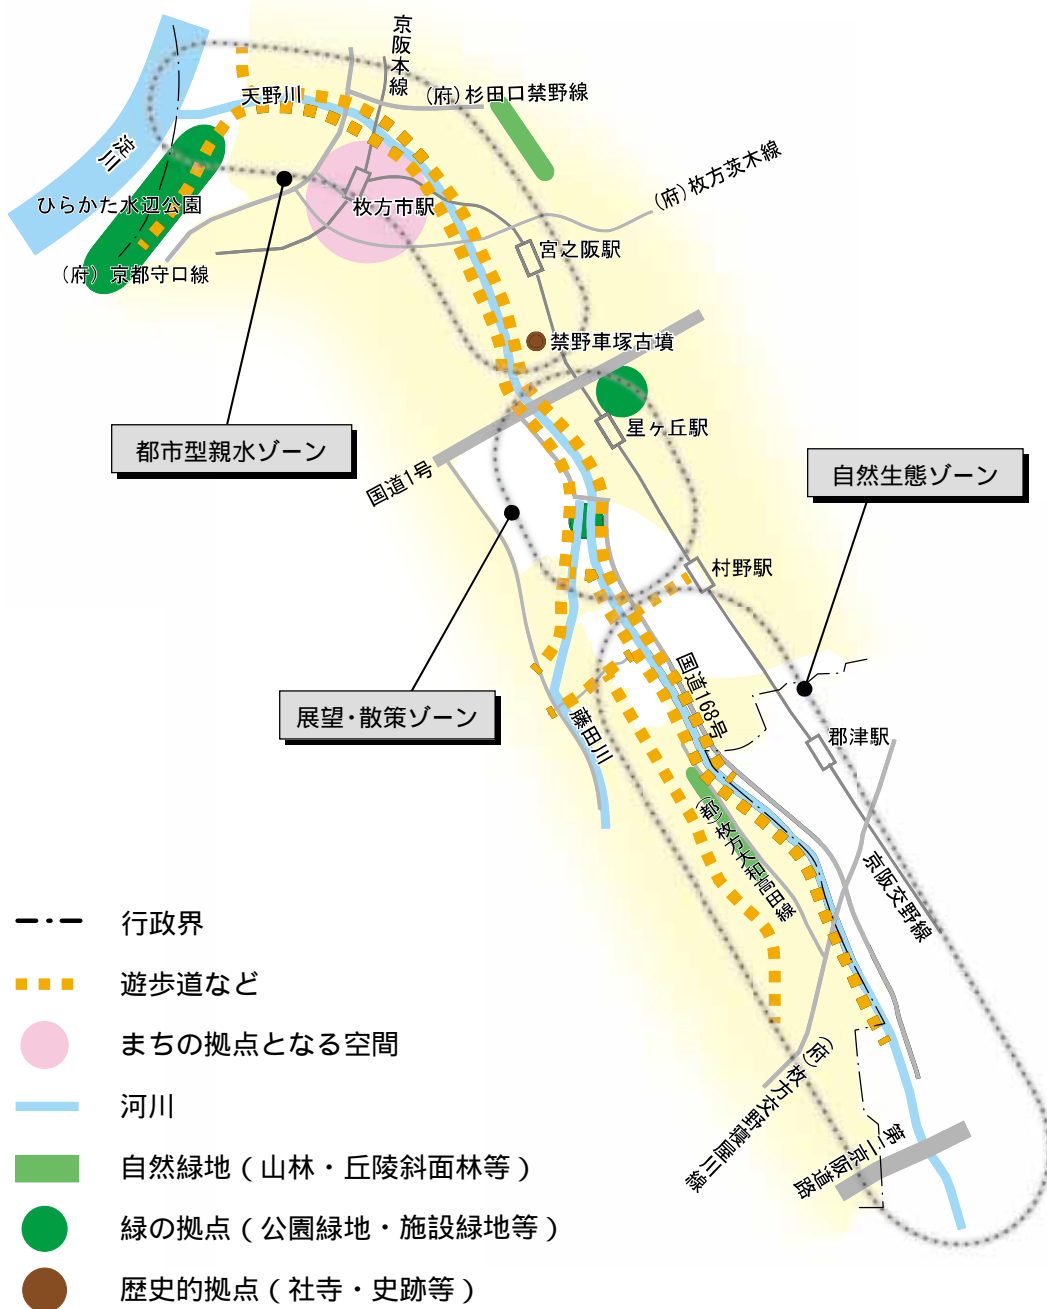 京阪本線
天野川
(府)杉田口禁野線
淀川
(府)枚方茨木線
ひらかた水辺公園
枚方市駅
宮之阪駅
(府)京都守口線
禁野車塚古墳
星ヶ丘駅
都市型親水ゾーン
国道1号
自然生態ゾーン
村野駅
展望・散策ゾーン
国道168号
藤田川
郡津駅
(都)枚方大和高田線
京阪交野線
行政界
遊歩道など
まちの拠点となる空間
(府)枚方交野寝屋川線
河川
第二京阪道路
自然緑地(山林・丘陵斜面林等)
緑の拠点(公園緑地・施設緑地等)
歴史的拠点(社寺・史跡等)